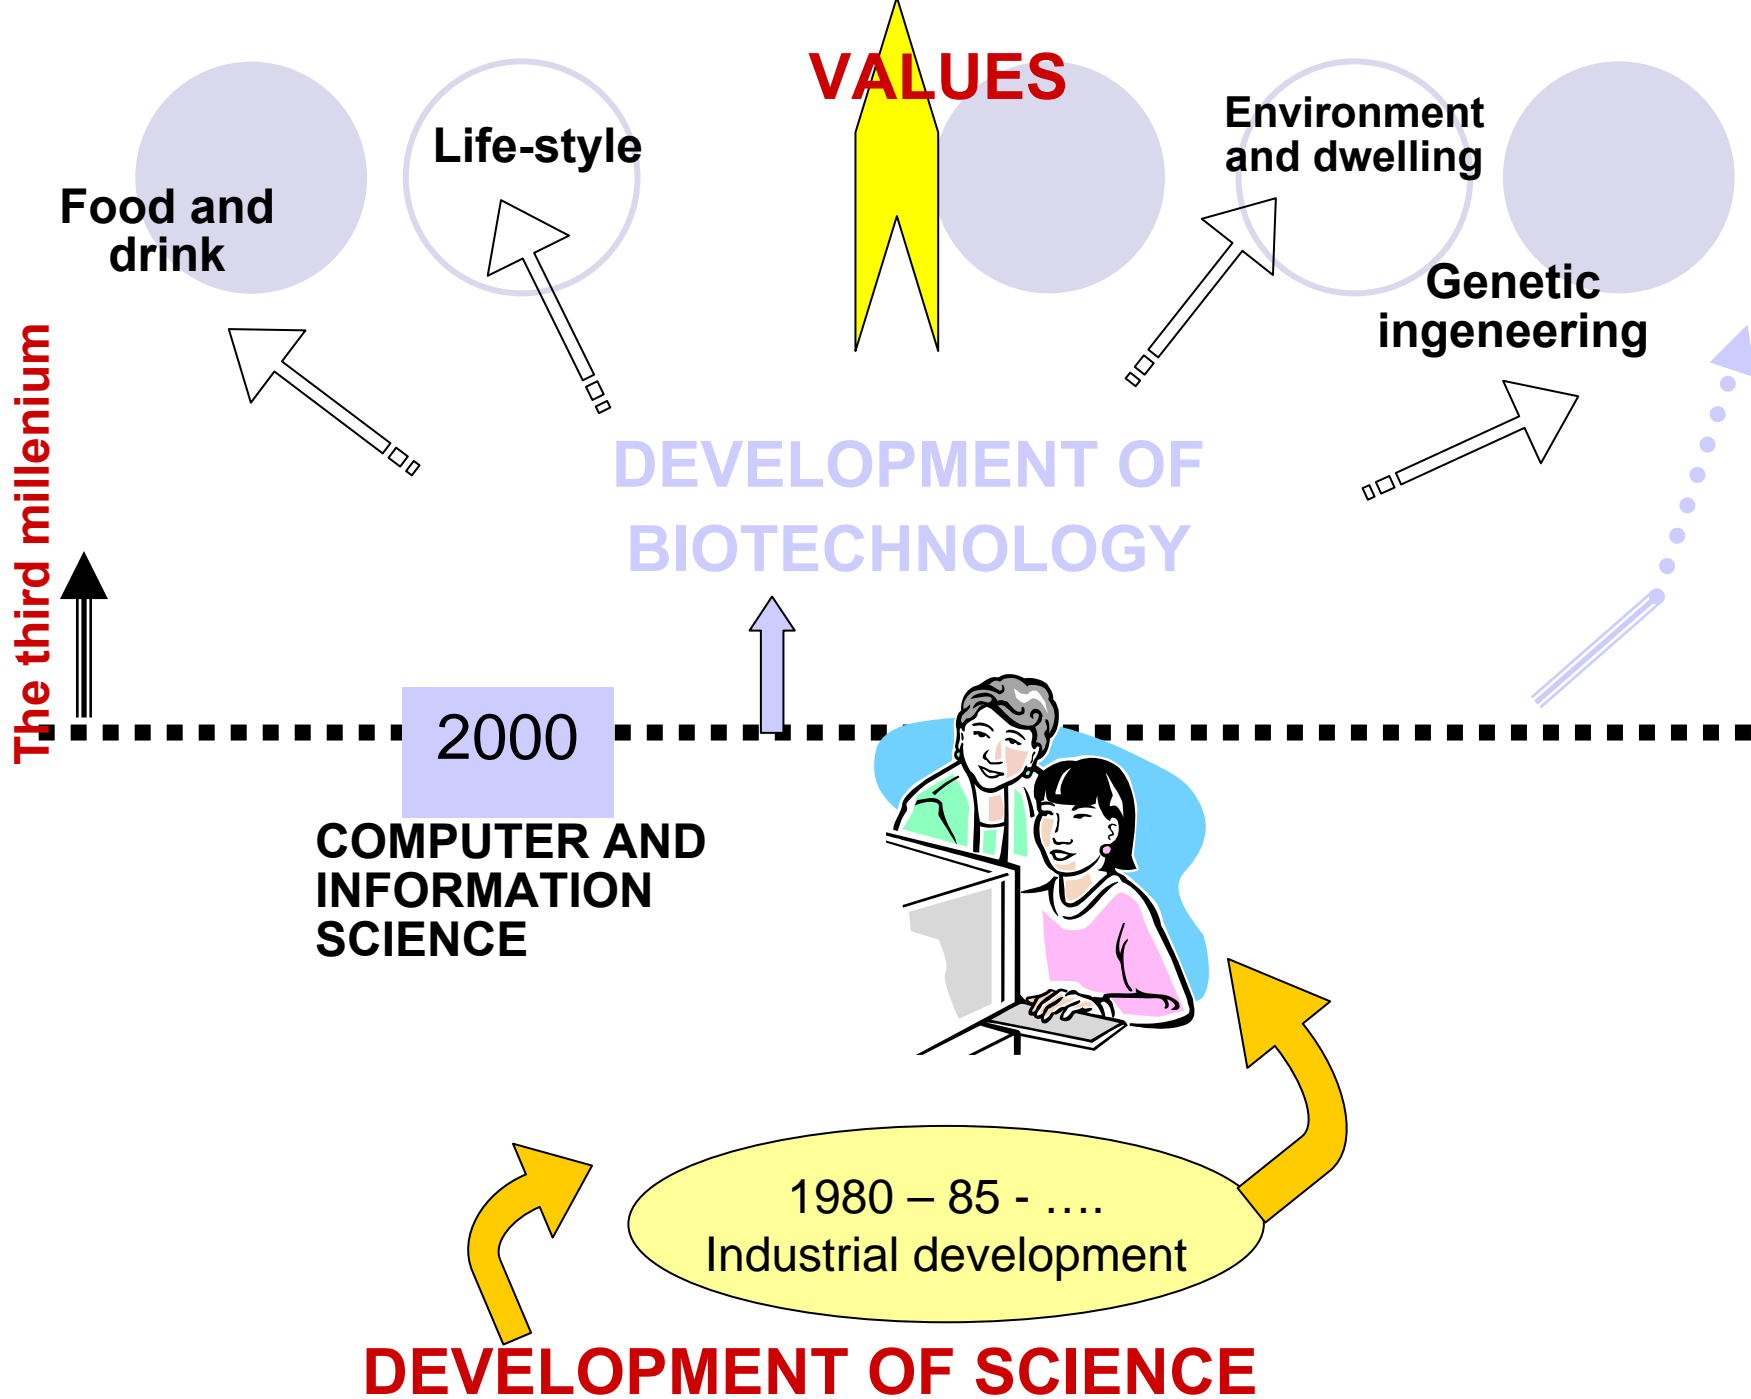 VALUES
Life-style
Environment
and dwelling
Food and
drink
Genetic
ingeneering
The third millenium
DEVELOPMENT OF
BIOTECHNOLOGY
2000
COMPUTER AND
INFORMATION
SCIENCE
1980 – 85 - ….
Industrial development
DEVELOPMENT OF SCIENCE